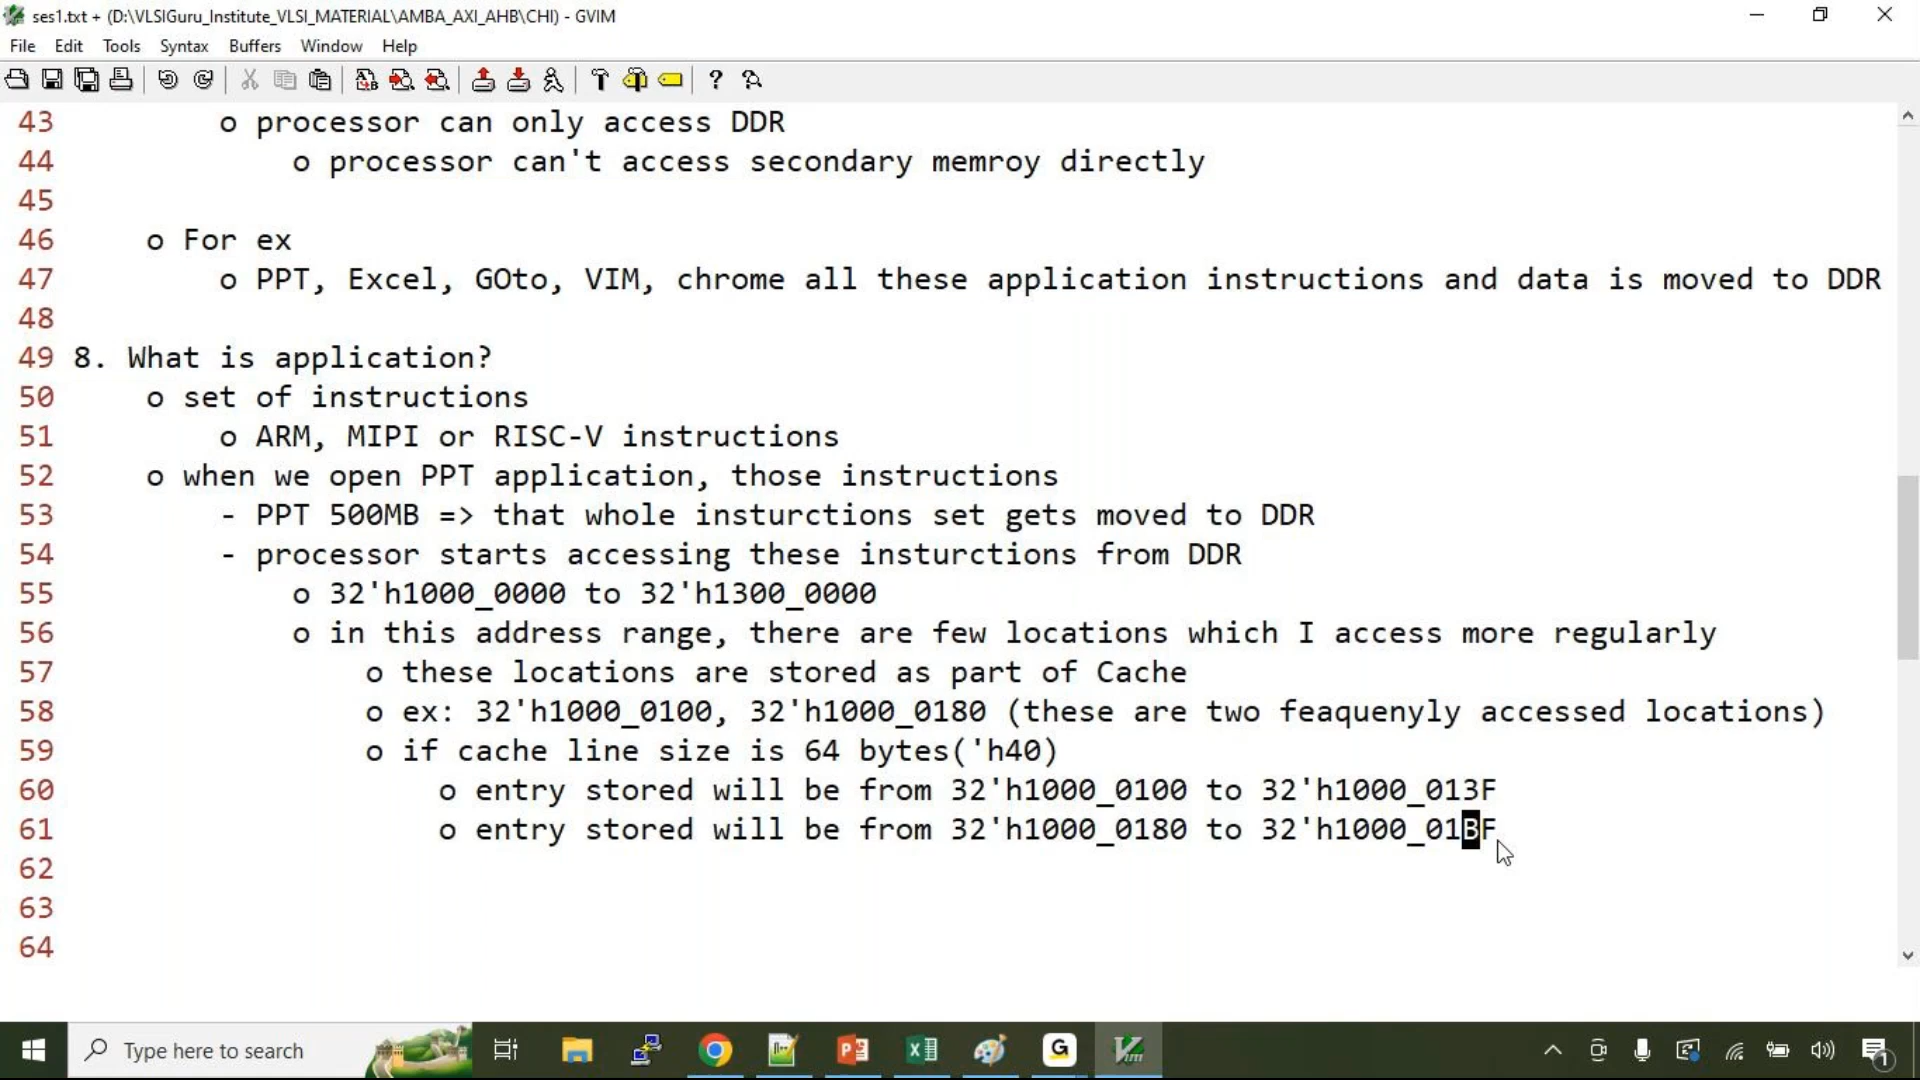 ses1.txt + (D:\VLSIGuru_Institute_VLSI_MATERIAL\AMBA_AXI_AHB\CHI) - GVIM
File Edit Tools Syntax Buffers Window Help
43 o processor can only access DDR
44 o processor can't access secondary memroy directly
45
46 o For ex
47 o PPT, Excel, GOto, VIM, chrome all these application instructions and data is moved to DDR
48
49 8. What is application?
50 o set of instructions
51 o ARM, MIPI or RISC-V instructions
52 o when we open PPT application, those instructions
53 - PPT 500MB => that whole insturctions set gets moved to DDR
54 - processor starts accessing these insturctions from DDR
55 o 32'h1000_0000 to 32'h1300_0000
56 o in this address range, there are few locations which I access more regularly
57 o these locations are stored as part of Cache
58 o ex: 32'h1000_0100, 32'h1000_0180 (these are two feaquenyly accessed locations)
59 o if cache line size is 64 bytes('h40)
60 o entry stored will be from 32'h1000_0100 to 32'h1000_013F
61 o entry stored will be from 32'h1000_0180 to 32'h1000_01BF
62
63
64
Type here to search